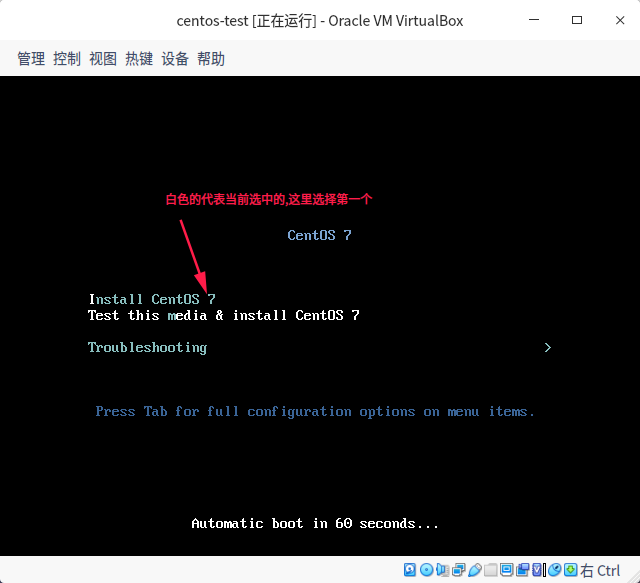 centos-test [正在运行] - Oracle VM VirtualBox
管理 控制 视图 热键 设备 帮助
白色的代表当前选中的,这里选择第一个
CentOS 7
Install CentOS 7
Test this media & install CentOS 7
Troubleshooting >
Press Tab for full configuration options on menu items.
Automatic boot in 60 seconds...
右 Ctrl